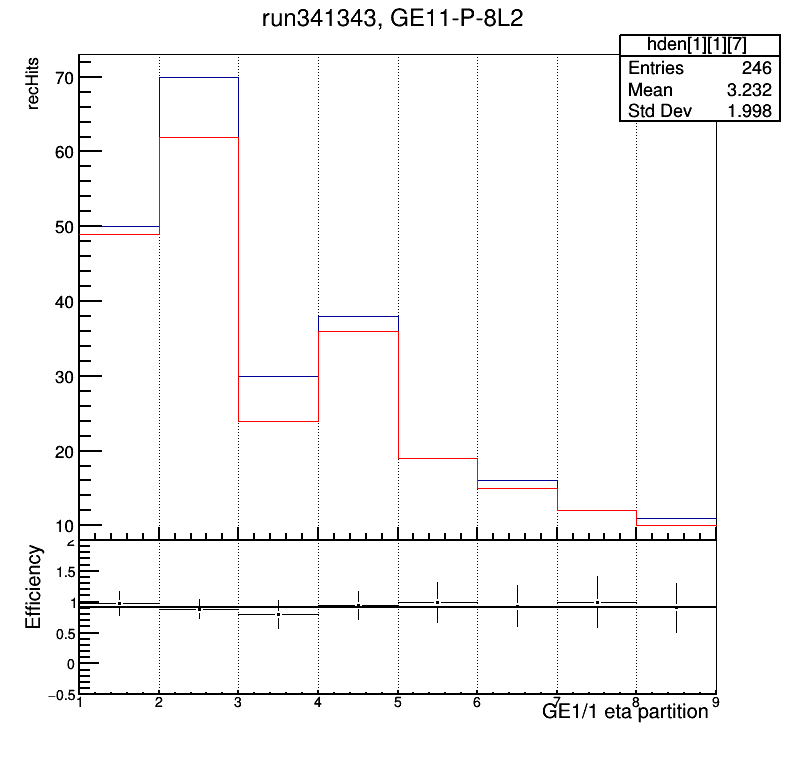 run341343, GE11-P-8L2
hden[1][1][7]
Entries 246
Mean 3.232
Std Dev 1.998
recHits
70
60
50
40
30
20
10
Efficiency
2
1.5
1
0.5
0
−0.5
1 2 3 4 5 6 7 8 9
GE1/1 eta partition